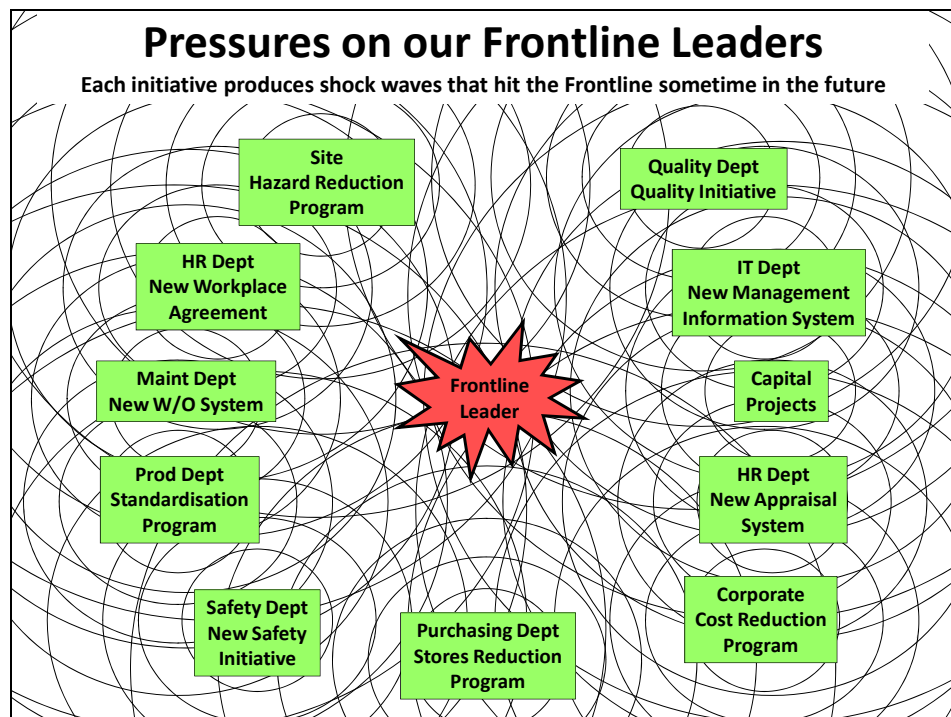 Pressures on our Frontline Leaders
Each initiative produces shock waves that hit the Frontline sometime in the future
Site
Hazard Reduction
Program
Quality Dept
Quality Initiative
HR Dept
New Workplace
Agreement
IT Dept
New Management
Information System
Maint Dept
New W/O System
Frontline
Leader
Capital
Projects
Prod Dept
Standardisation
Program
HR Dept
New Appraisal
System
Safety Dept
New Safety
Initiative
Purchasing Dept
Stores Reduction
Program
Corporate
Cost Reduction
Program